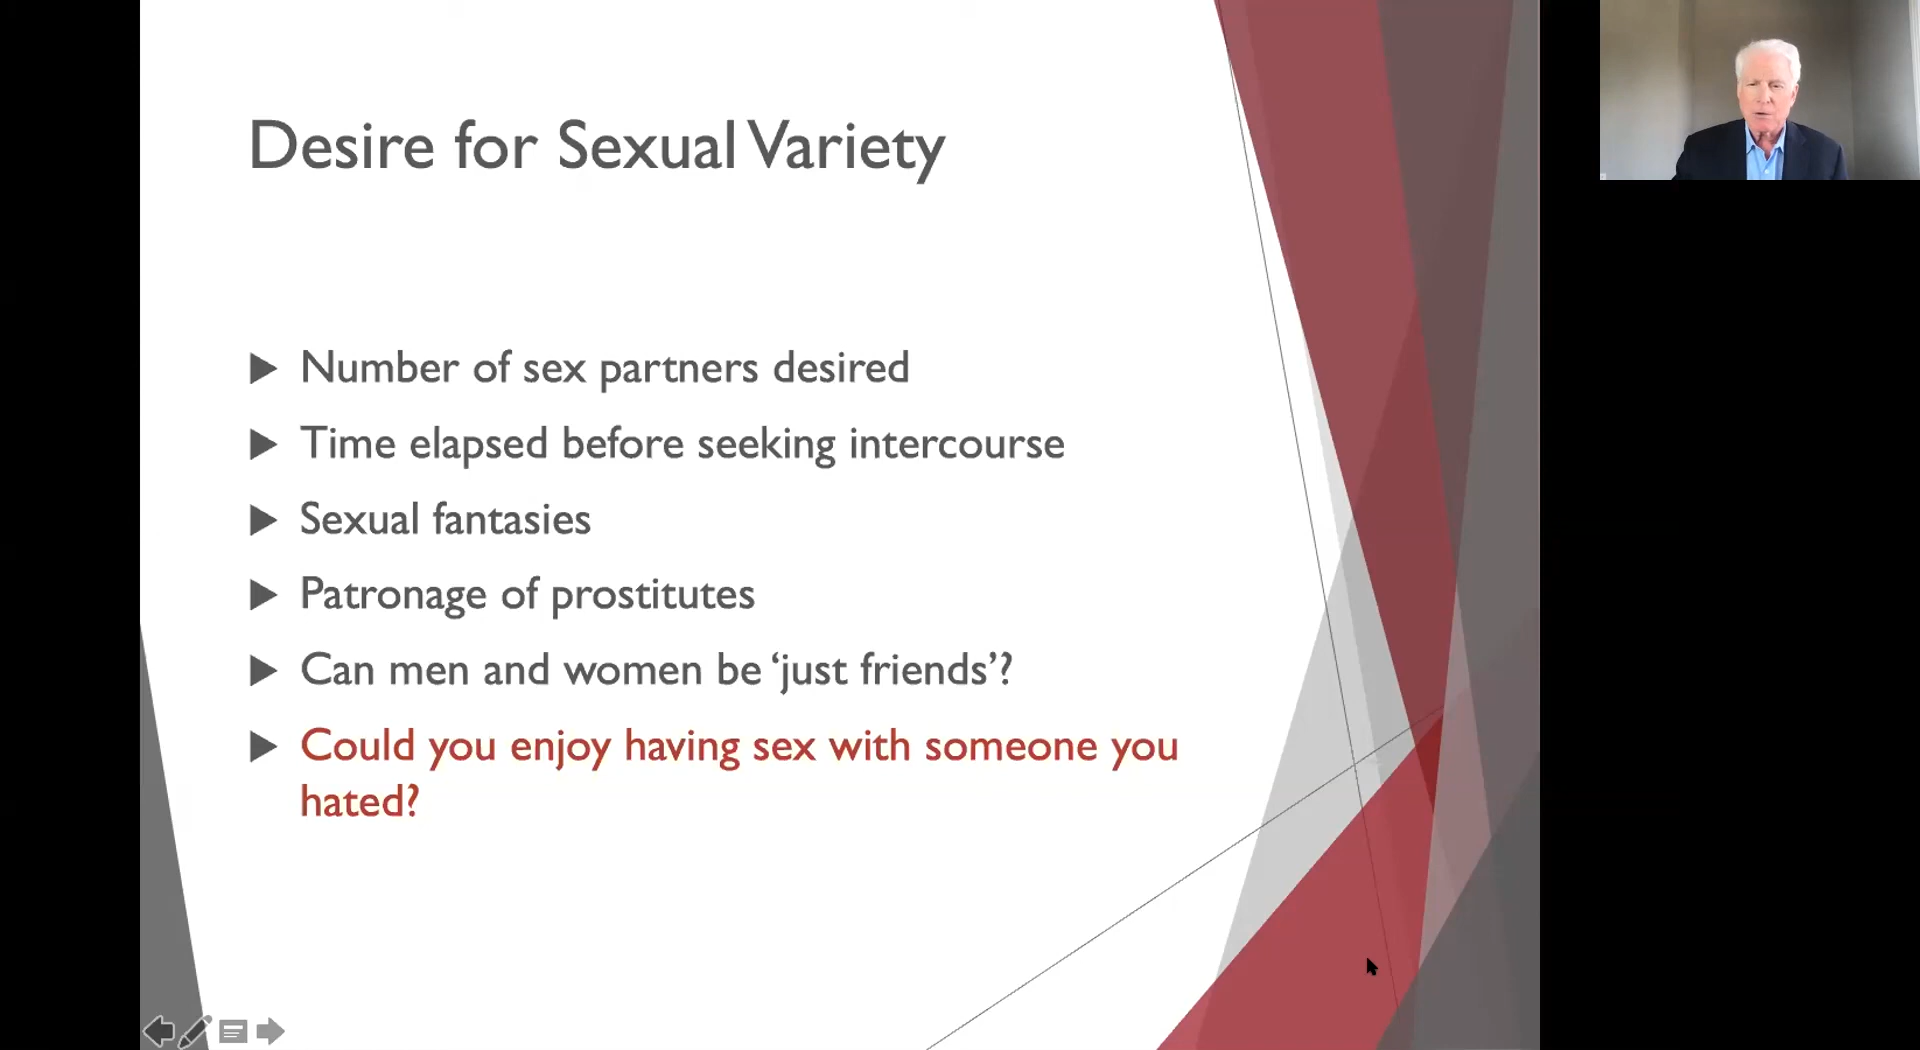 Desire for Sexual Variety
Number of sex partners desired
Time elapsed before seeking intercourse
Sexual fantasies
Patronage of prostitutes
Can men and women be ‘just friends’?
Could you enjoy having sex with someone you
hated?